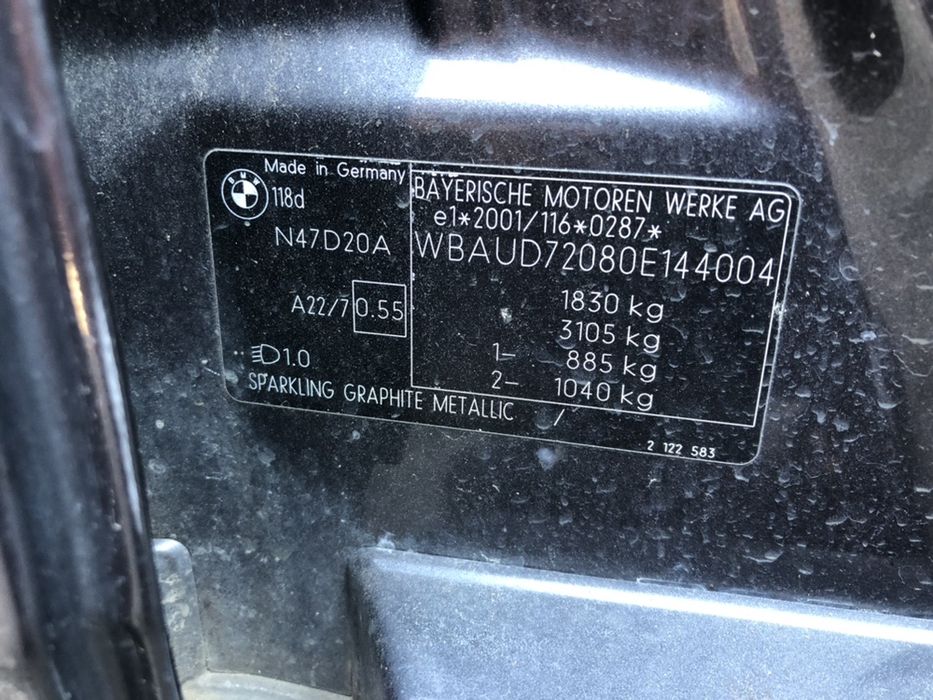 Made in Germany
BMW
118d
N47D20A
A22/7 0.55
1.0
SPARKLING GRAPHITE METALLIC /
BAYERISCHE MOTOREN WERKE AG
e1*2001/116*0287*
WBAUD72080E144004
1830 kg
3105 kg
1- 885 kg
2- 1040 kg
2 122 583